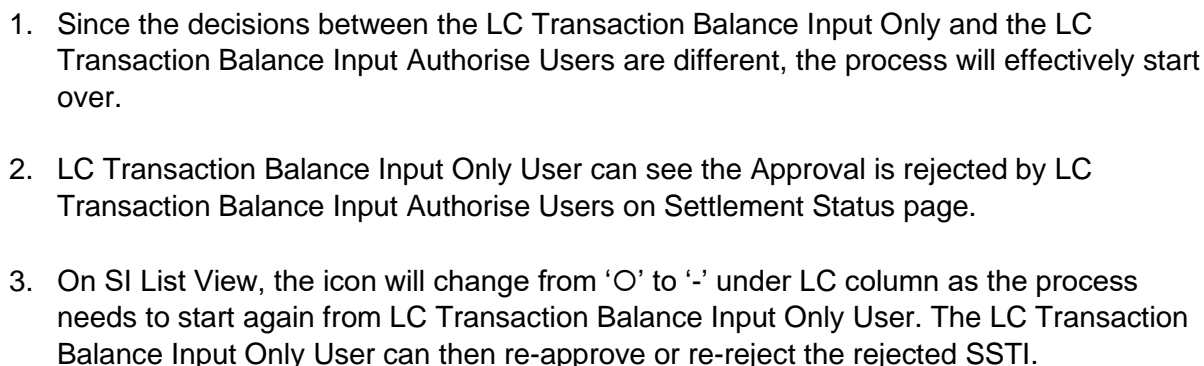 1. Since the decisions between the LC Transaction Balance Input Only and the LC
Transaction Balance Input Authorise Users are different, the process will effectively start
over.
2. LC Transaction Balance Input Only User can see the Approval is rejected by LC
Transaction Balance Input Authorise Users on Settlement Status page.
3. On SI List View, the icon will change from ‘O’ to ‘-’ under LC column as the process
needs to start again from LC Transaction Balance Input Only User. The LC Transaction
Balance Input Only User can then re-approve or re-reject the rejected SSTI.